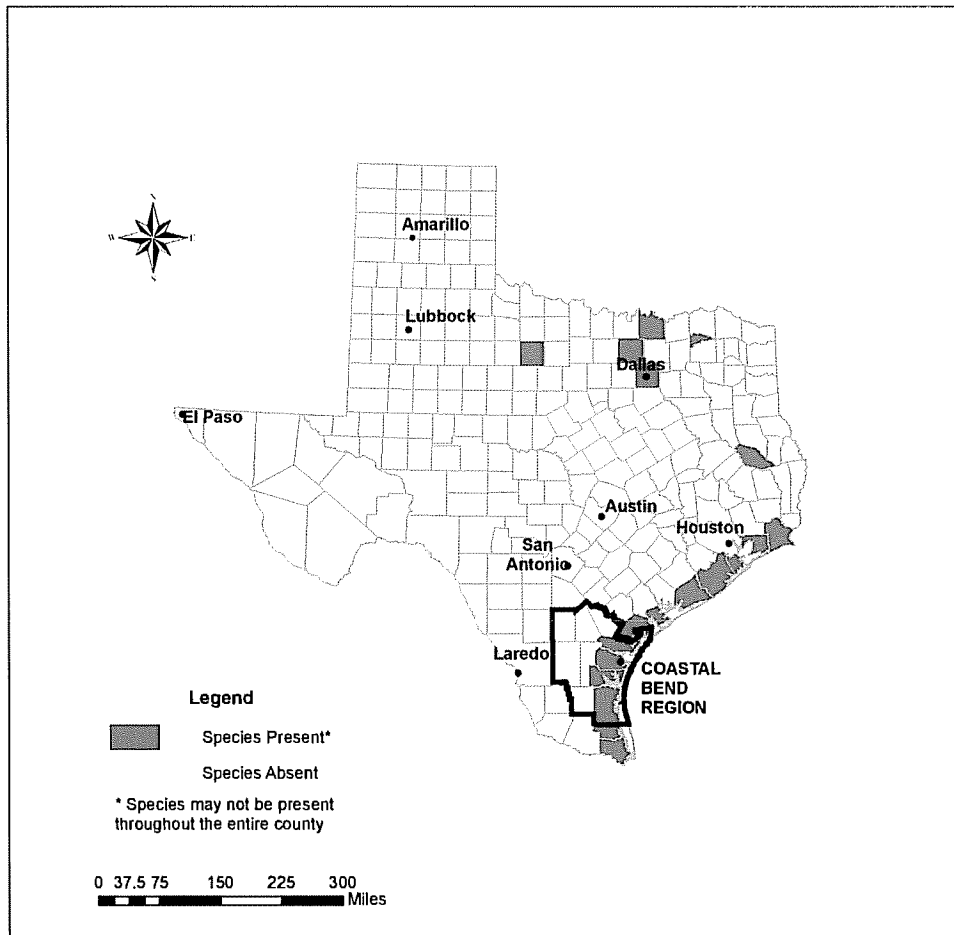 N
W
E
Amarillo
Lubbock
Dallas
El Paso
Austin
Houston
San
Antonio
Laredo
COASTAL
BEND
REGION
Legend
Species Present*
Species Absent
* Species may not be present
throughout the entire county
0 37.5 75 150 225 300
Miles